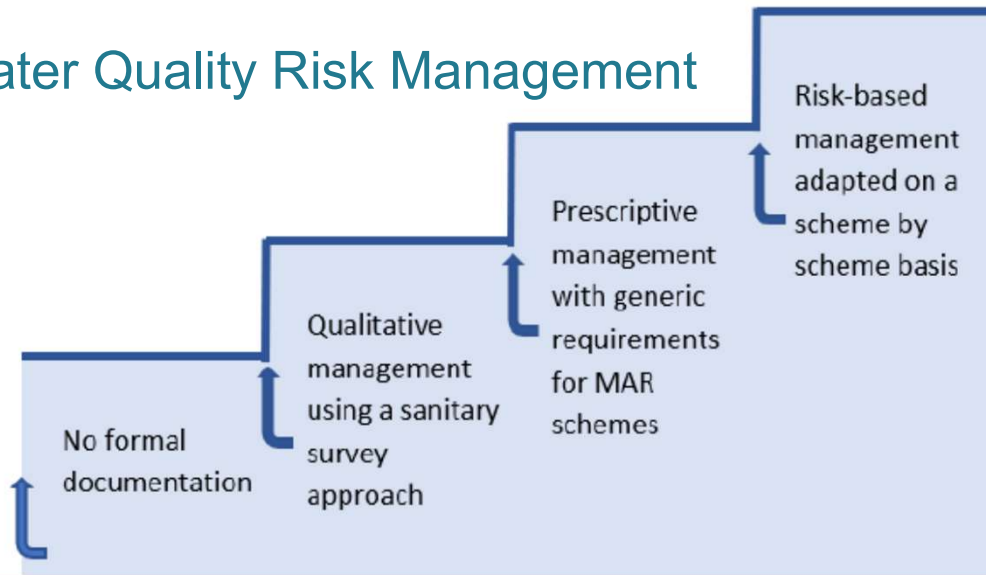 ater Quality Risk Management
No formal
documentation
Qualitative
management
using a sanitary
survey
approach
Prescriptive
management
with generic
requirements
for MAR
schemes
Risk-based
management
adapted on a
scheme by
scheme basis